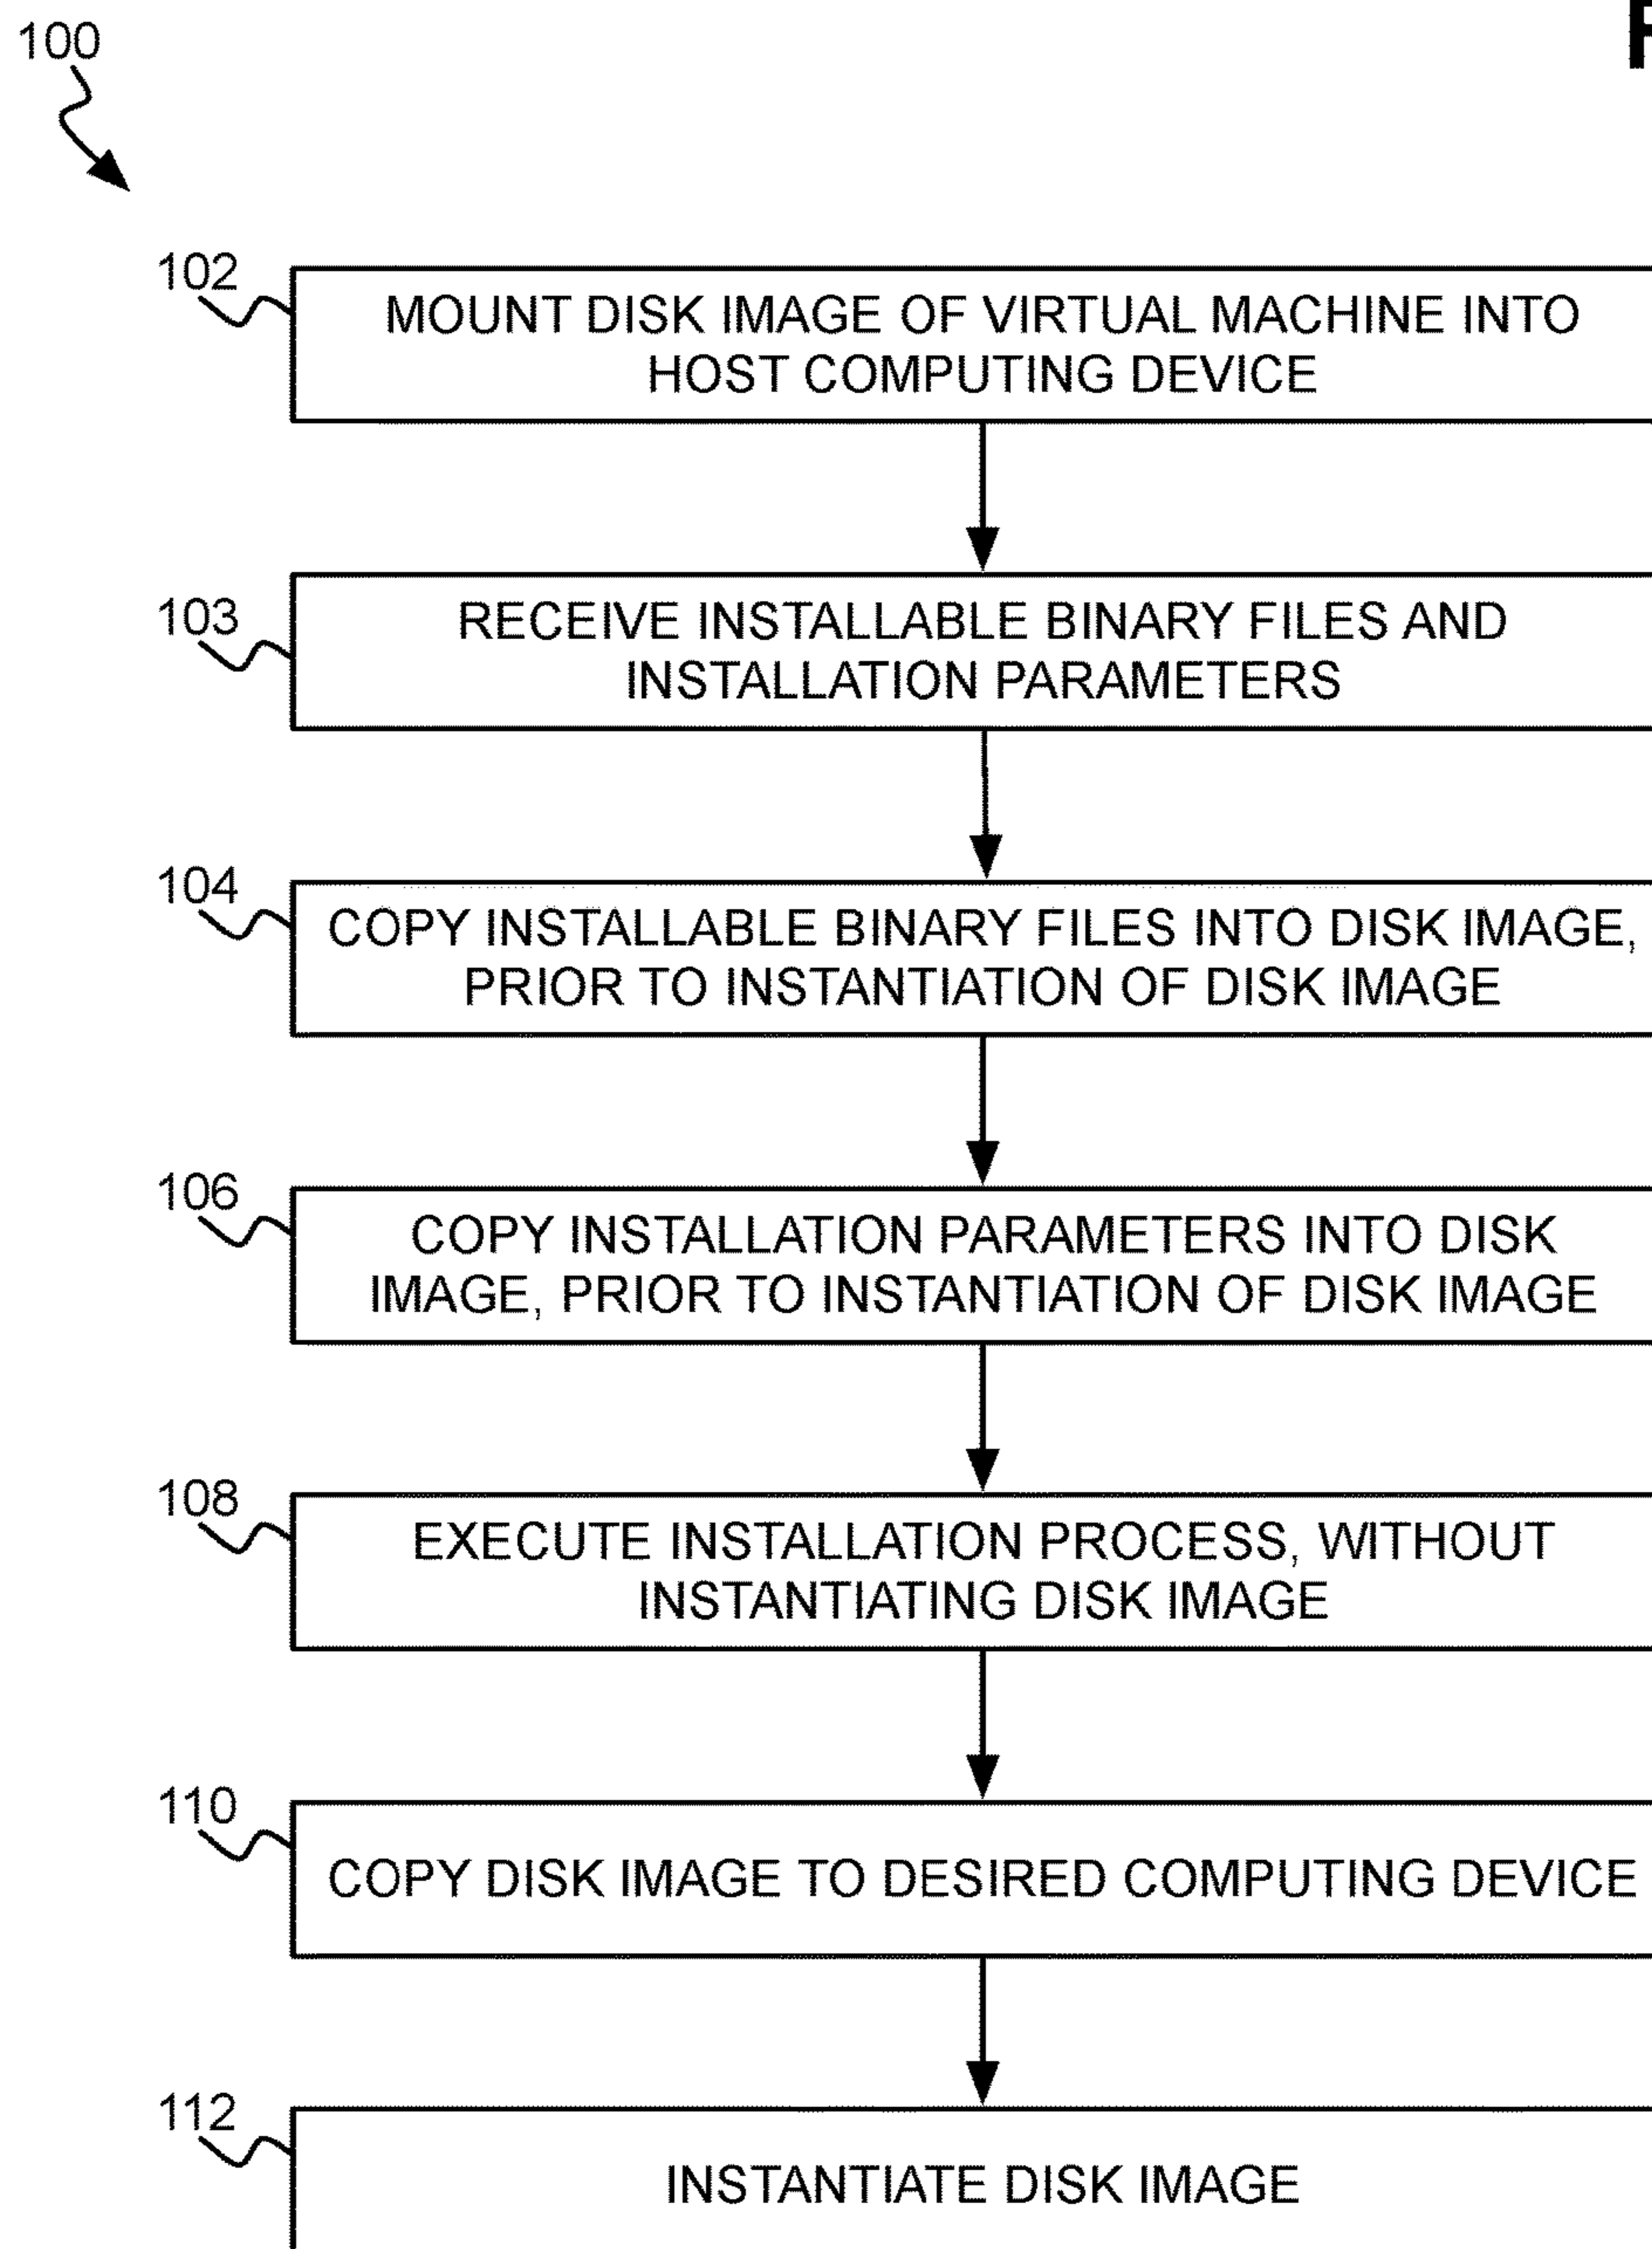 100
102
MOUNT DISK IMAGE OF VIRTUAL MACHINE INTO
HOST COMPUTING DEVICE
103
RECEIVE INSTALLABLE BINARY FILES AND
INSTALLATION PARAMETERS
104
COPY INSTALLABLE BINARY FILES INTO DISK IMAGE,
PRIOR TO INSTANTIATION OF DISK IMAGE
106
COPY INSTALLATION PARAMETERS INTO DISK
IMAGE, PRIOR TO INSTANTIATION OF DISK IMAGE
108
EXECUTE INSTALLATION PROCESS, WITHOUT
INSTANTIATING DISK IMAGE
110
COPY DISK IMAGE TO DESIRED COMPUTING DEVICE
112
INSTANTIATE DISK IMAGE